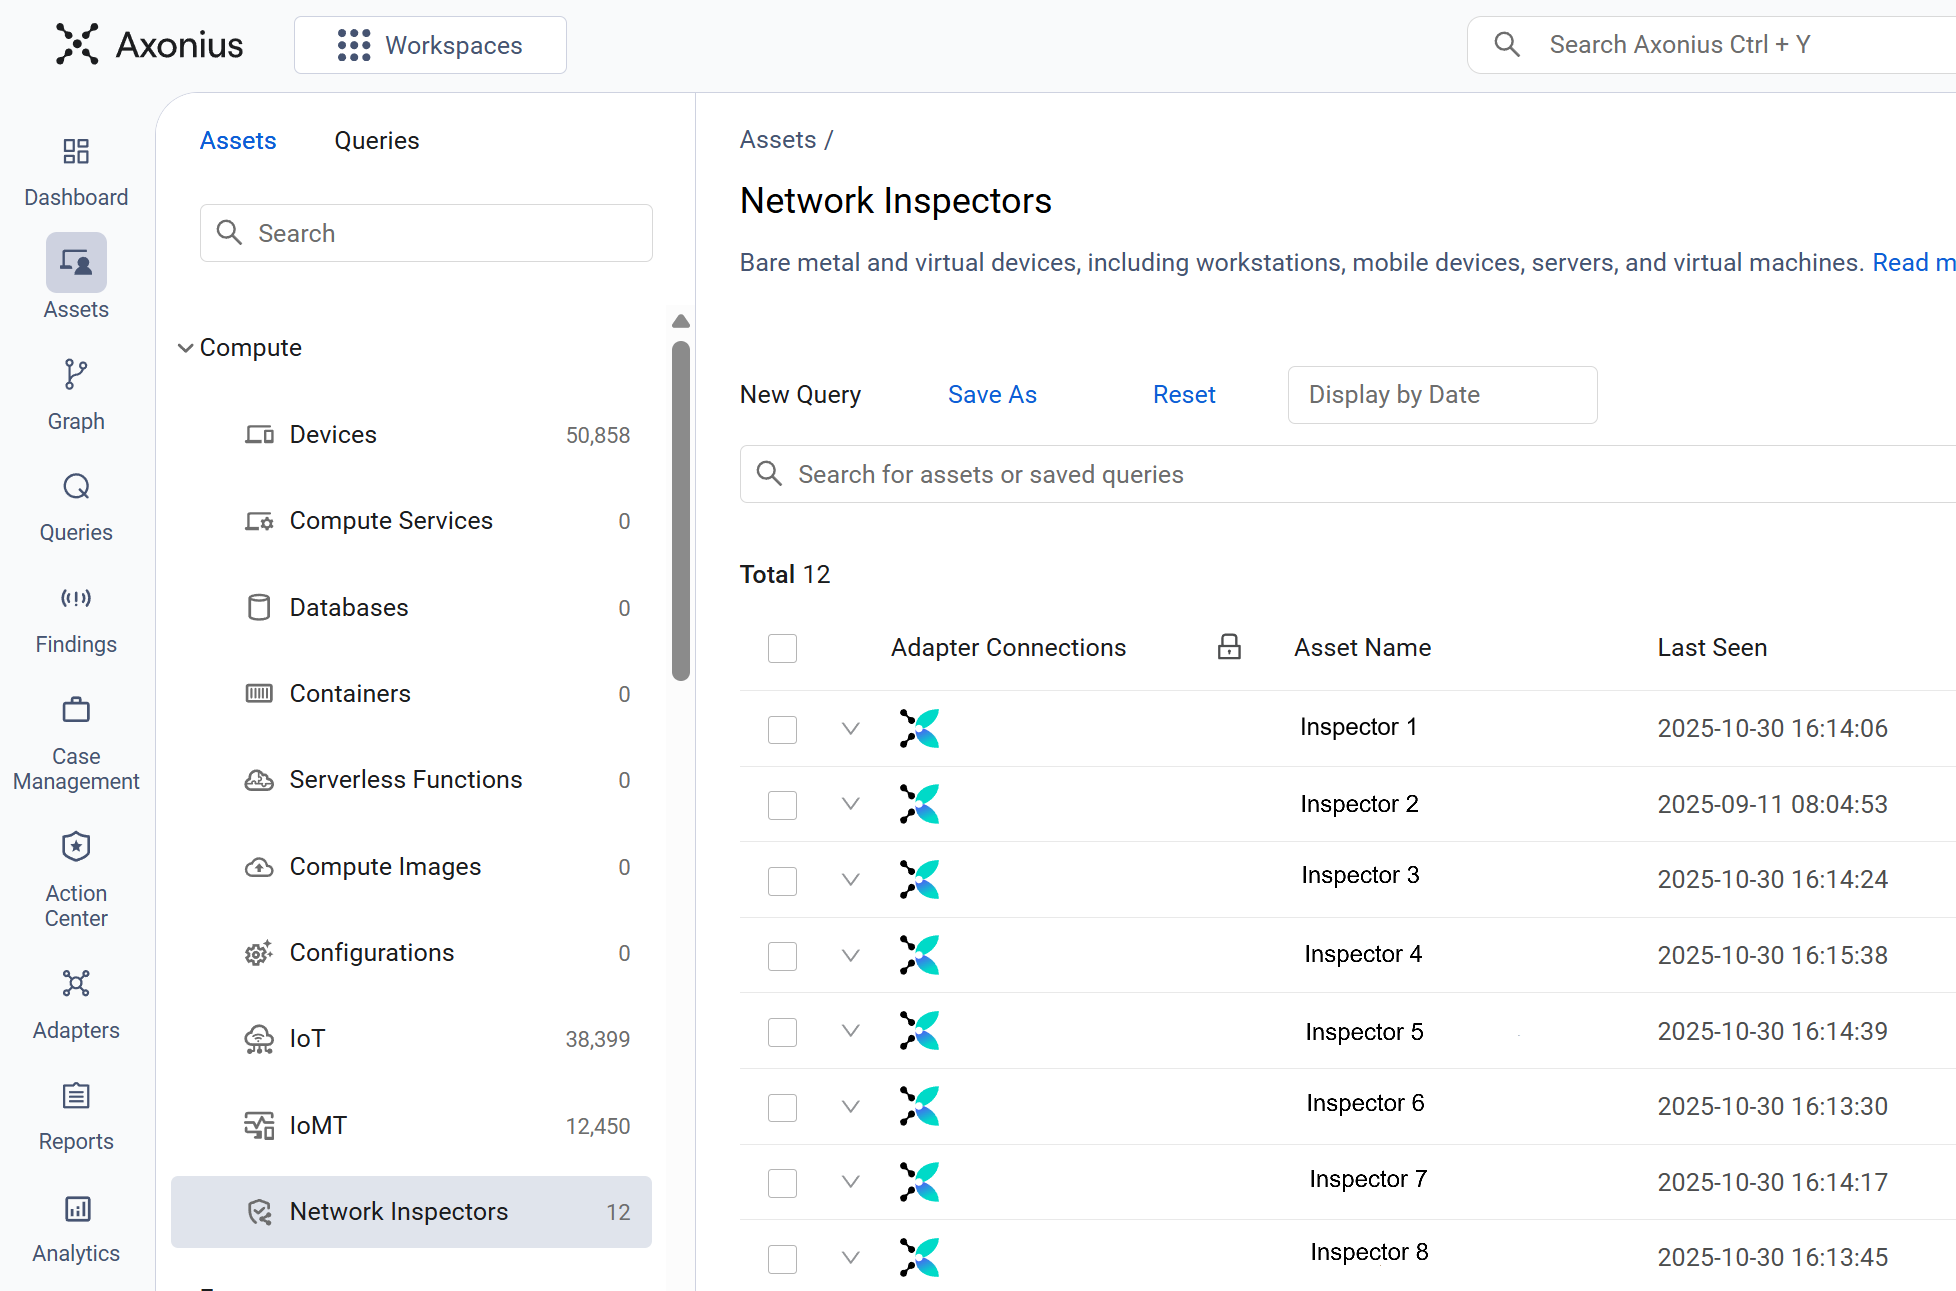 Axonius
Workspaces
Search Axonius Ctrl + Y
Dashboard
Assets
Graph
Queries
Findings
Case
Management
Action
Center
Adapters
Reports
Analytics
Assets Queries
Search
Compute
Devices 50,858
Compute Services 0
Databases 0
Containers 0
Serverless Functions 0
Compute Images 0
Configurations 0
IoT 38,399
IoMT 12,450
Network Inspectors 12
Assets /
Network Inspectors
Bare metal and virtual devices, including workstations, mobile devices, servers, and virtual machines. Read m
New Query Save As Reset Display by Date
Search for assets or saved queries
Total 12
Adapter Connections Asset Name Last Seen
Inspector 1 2025-10-30 16:14:06
Inspector 2 2025-09-11 08:04:53
Inspector 3 2025-10-30 16:14:24
Inspector 4 2025-10-30 16:15:38
Inspector 5 2025-10-30 16:14:39
Inspector 6 2025-10-30 16:13:30
Inspector 7 2025-10-30 16:14:17
Inspector 8 2025-10-30 16:13:45